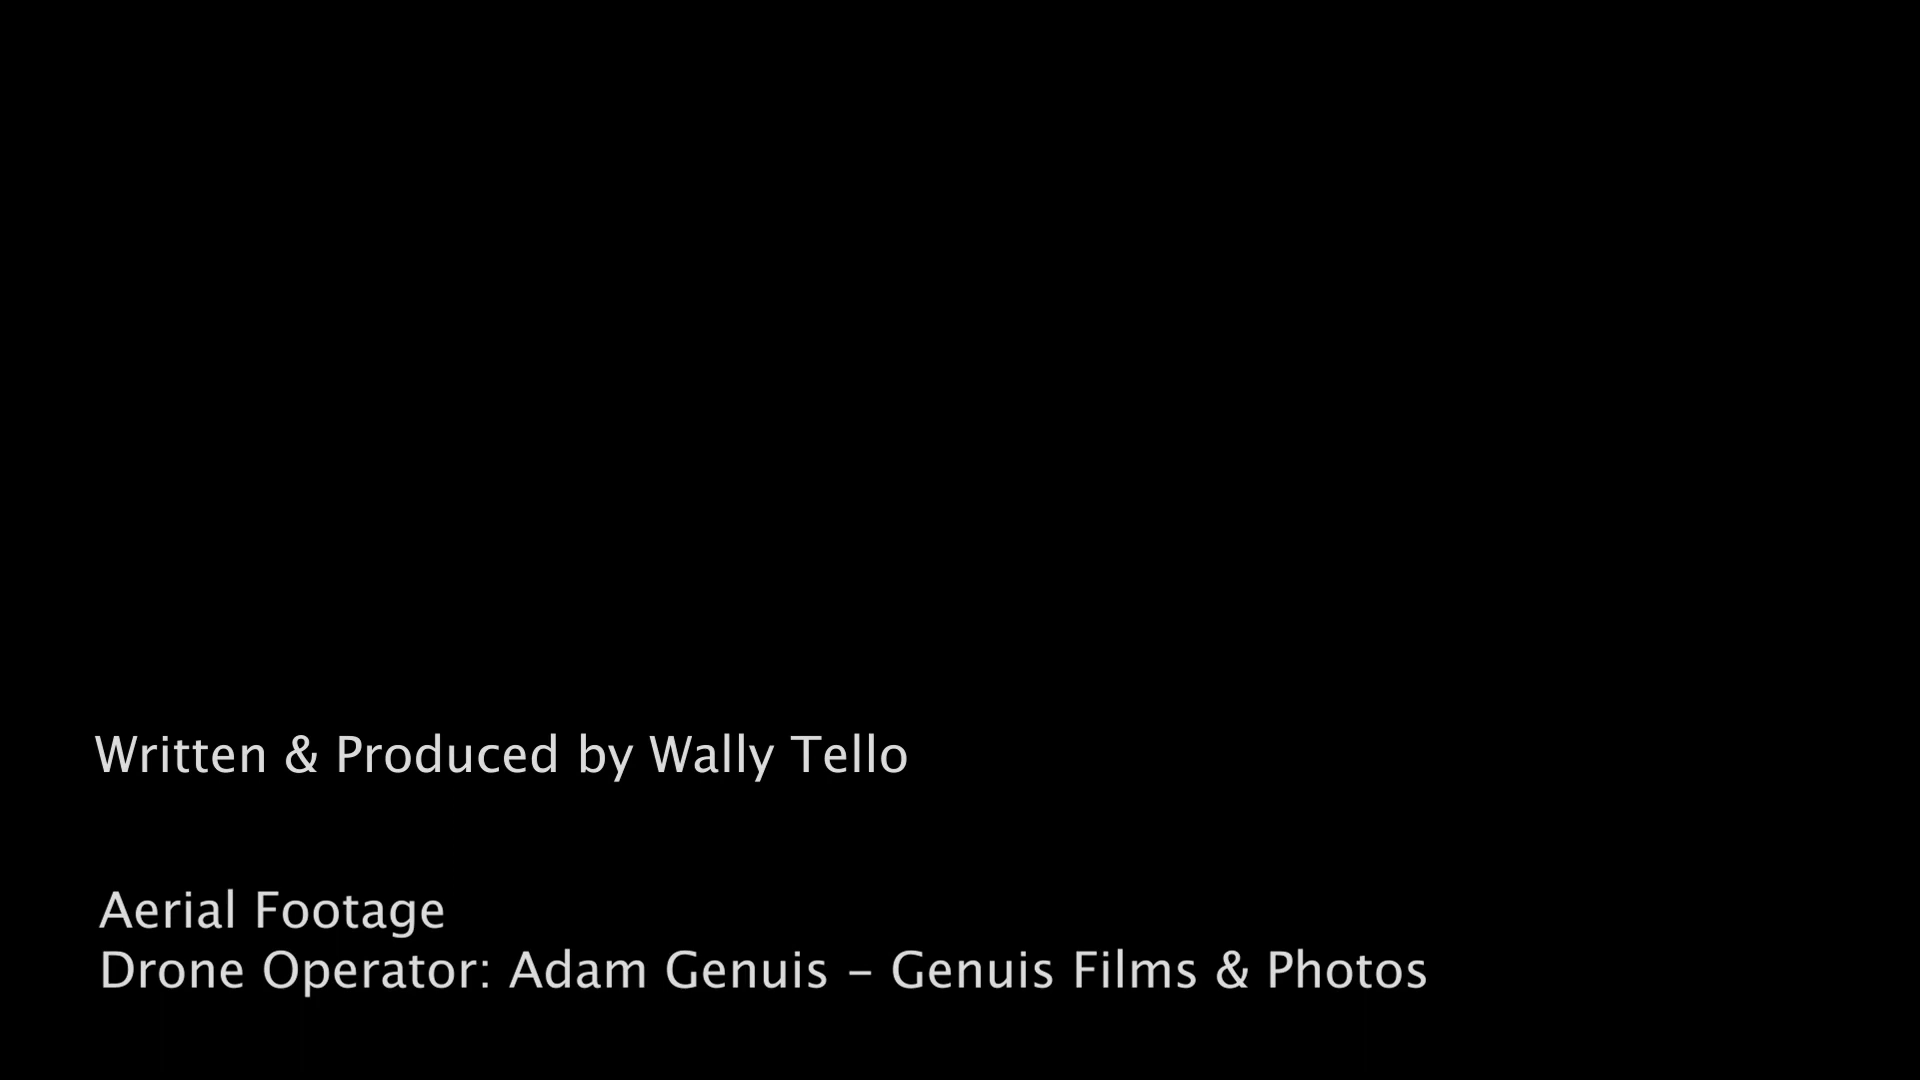 Written & Produced by Wally Tello
Aerial Footage
Drone Operator: Adam Genuis - Genuis Films & Photos